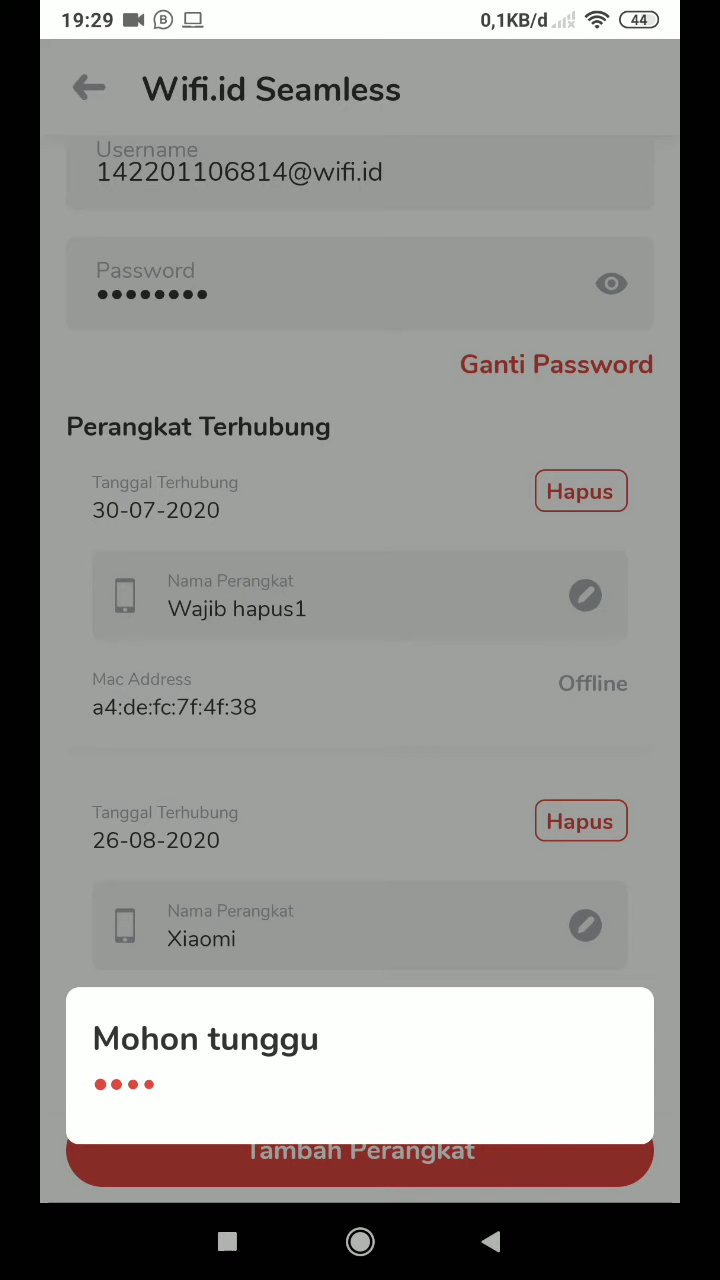 19:29 B 0,1KB/d 44
Wifi.id Seamless
Username
142201106814@wifi.id
Password
••••••••
Ganti Password
Perangkat Terhubung
Tanggal Terhubung
30-07-2020
Hapus
Nama Perangkat
Wajib hapus1
Mac Address
a4:de:fc:7f:4f:38
Offline
Tanggal Terhubung
26-08-2020
Hapus
Nama Perangkat
Xiaomi
Mohon tunggu
Tambah Perangkat